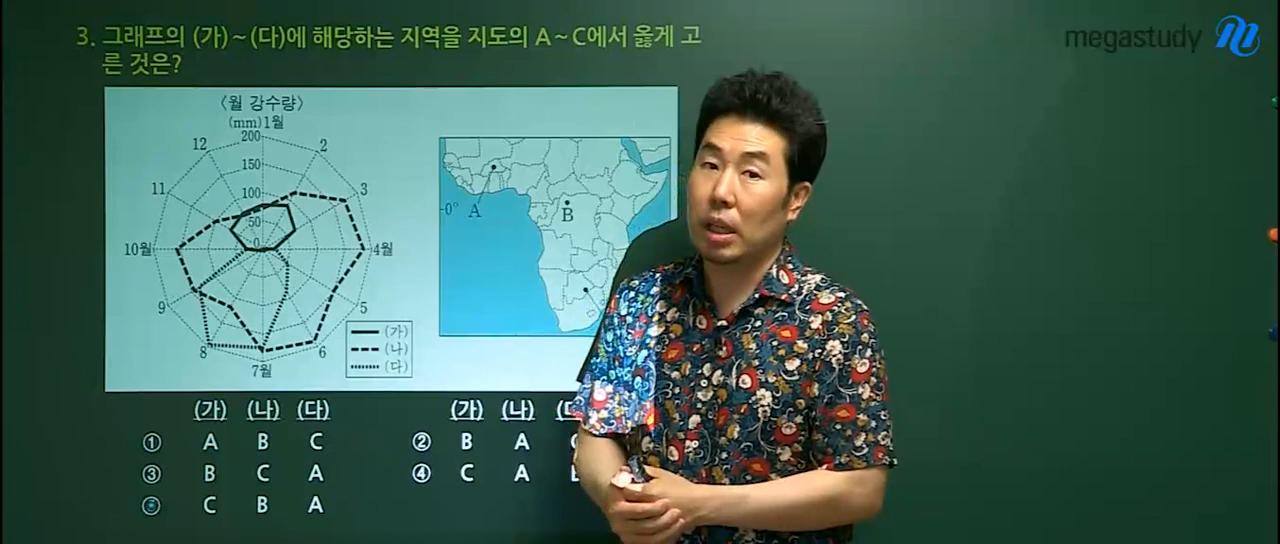 3. 그래프의 (가)~(다)에 해당하는 지역을 지도의 A~C에서 옳게 고
른 것은?
megastudy
〈월 강수량〉
(mm) 1월
200
150
100
50
0
2
3
4월
5
6
7월
8
9
10월
11
12
(가)
(나)
(다)
0°
A
B
(가) (나) (다)
① A B C
③ B C A
⑤ C B A
(가) (나)
② B A
④ C A